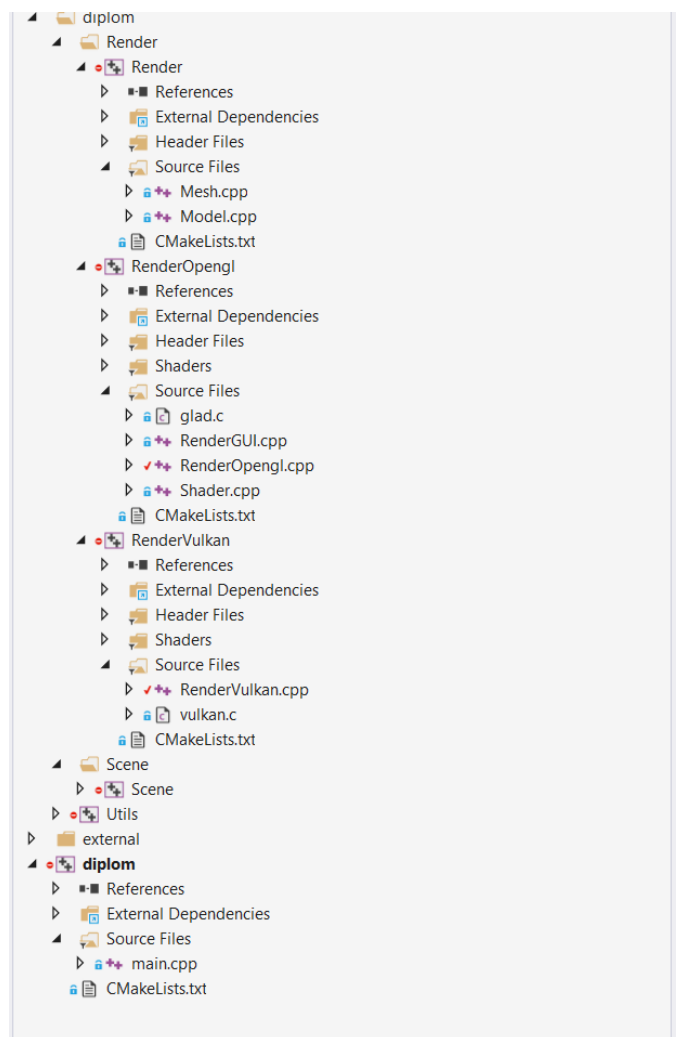 diplom
Render
Render
References
External Dependencies
Header Files
Source Files
Mesh.cpp
Model.cpp
CMakeLists.txt
RenderOpengl
References
External Dependencies
Header Files
Shaders
Source Files
glad.c
RenderGUI.cpp
RenderOpengl.cpp
Shader.cpp
CMakeLists.txt
RenderVulkan
References
External Dependencies
Header Files
Shaders
Source Files
RenderVulkan.cpp
vulkan.c
CMakeLists.txt
Scene
Scene
Utils
external
diplom
References
External Dependencies
Source Files
main.cpp
CMakeLists.txt